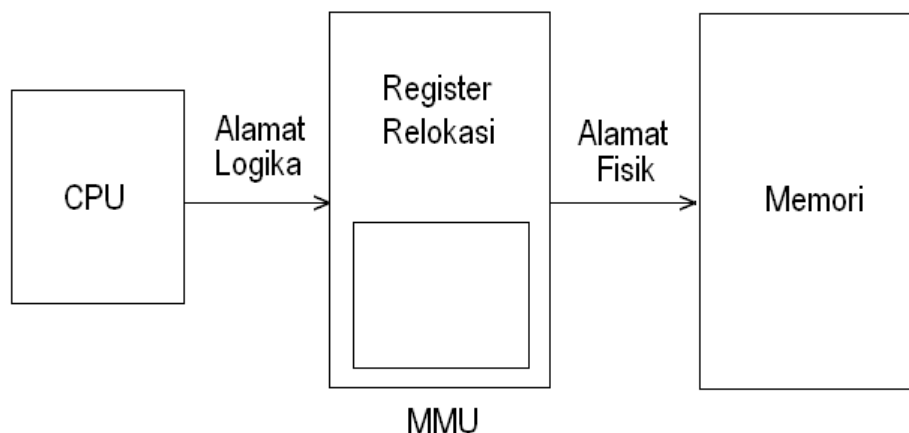 CPU
Alamat
Logika
Register
Relokasi
MMU
Alamat
Fisik
Memori